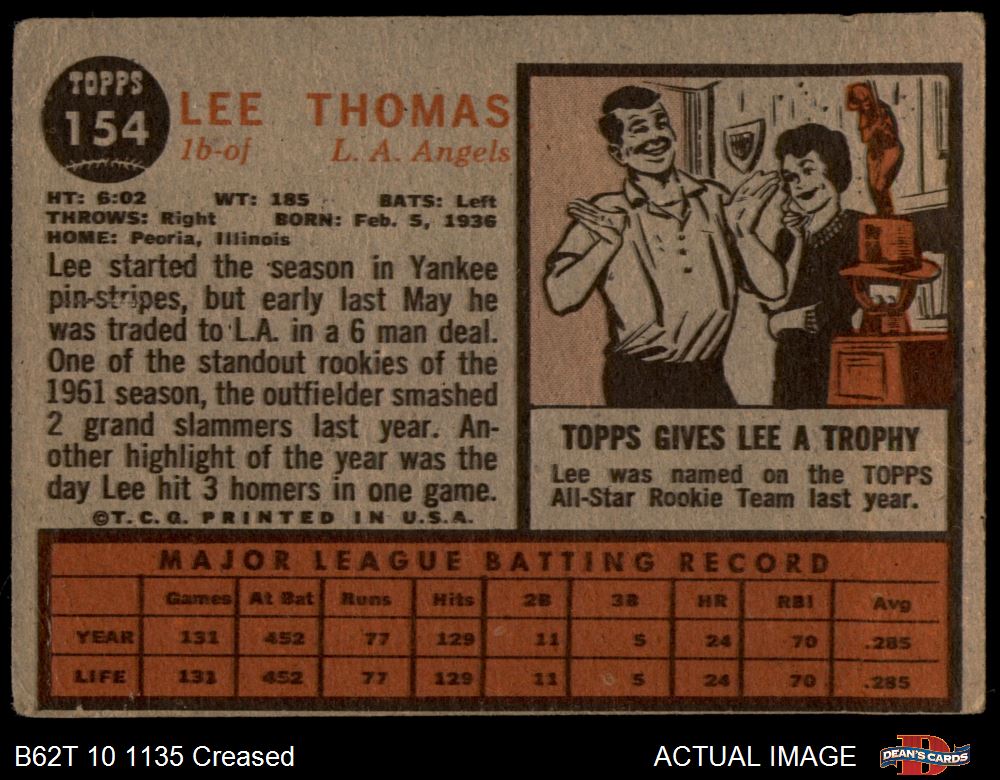 TOPPS
154
LEE THOMAS
1b-of L. A. Angels
HT: 6:02 WT: 185 BATS: Left
THROWS: Right BORN: Feb. 5, 1936
HOME: Peoria, Illinois
Lee started the season in Yankee
pin-stripes, but early last May he
was traded to L.A. in a 6 man deal.
One of the standout rookies of the
1961 season, the outfielder smashed
2 grand slammers last year. An-
other highlight of the year was the
day Lee hit 3 homers in one game.
©T. C. G. PRINTED IN U.S.A.
TOPPS GIVES LEE A TROPHY
Lee was named on the TOPPS
All-Star Rookie Team last year.
MAJOR LEAGUE BATTING RECORD
Games At Bat Runs Hits 2B 3B HR RBI Avg
YEAR 131 452 77 129 11 5 24 70 .285
LIFE 131 452 77 129 11 5 24 70 .285
B62T 10 1135 Creased ACTUAL IMAGE
D
DEAN'S CARDS